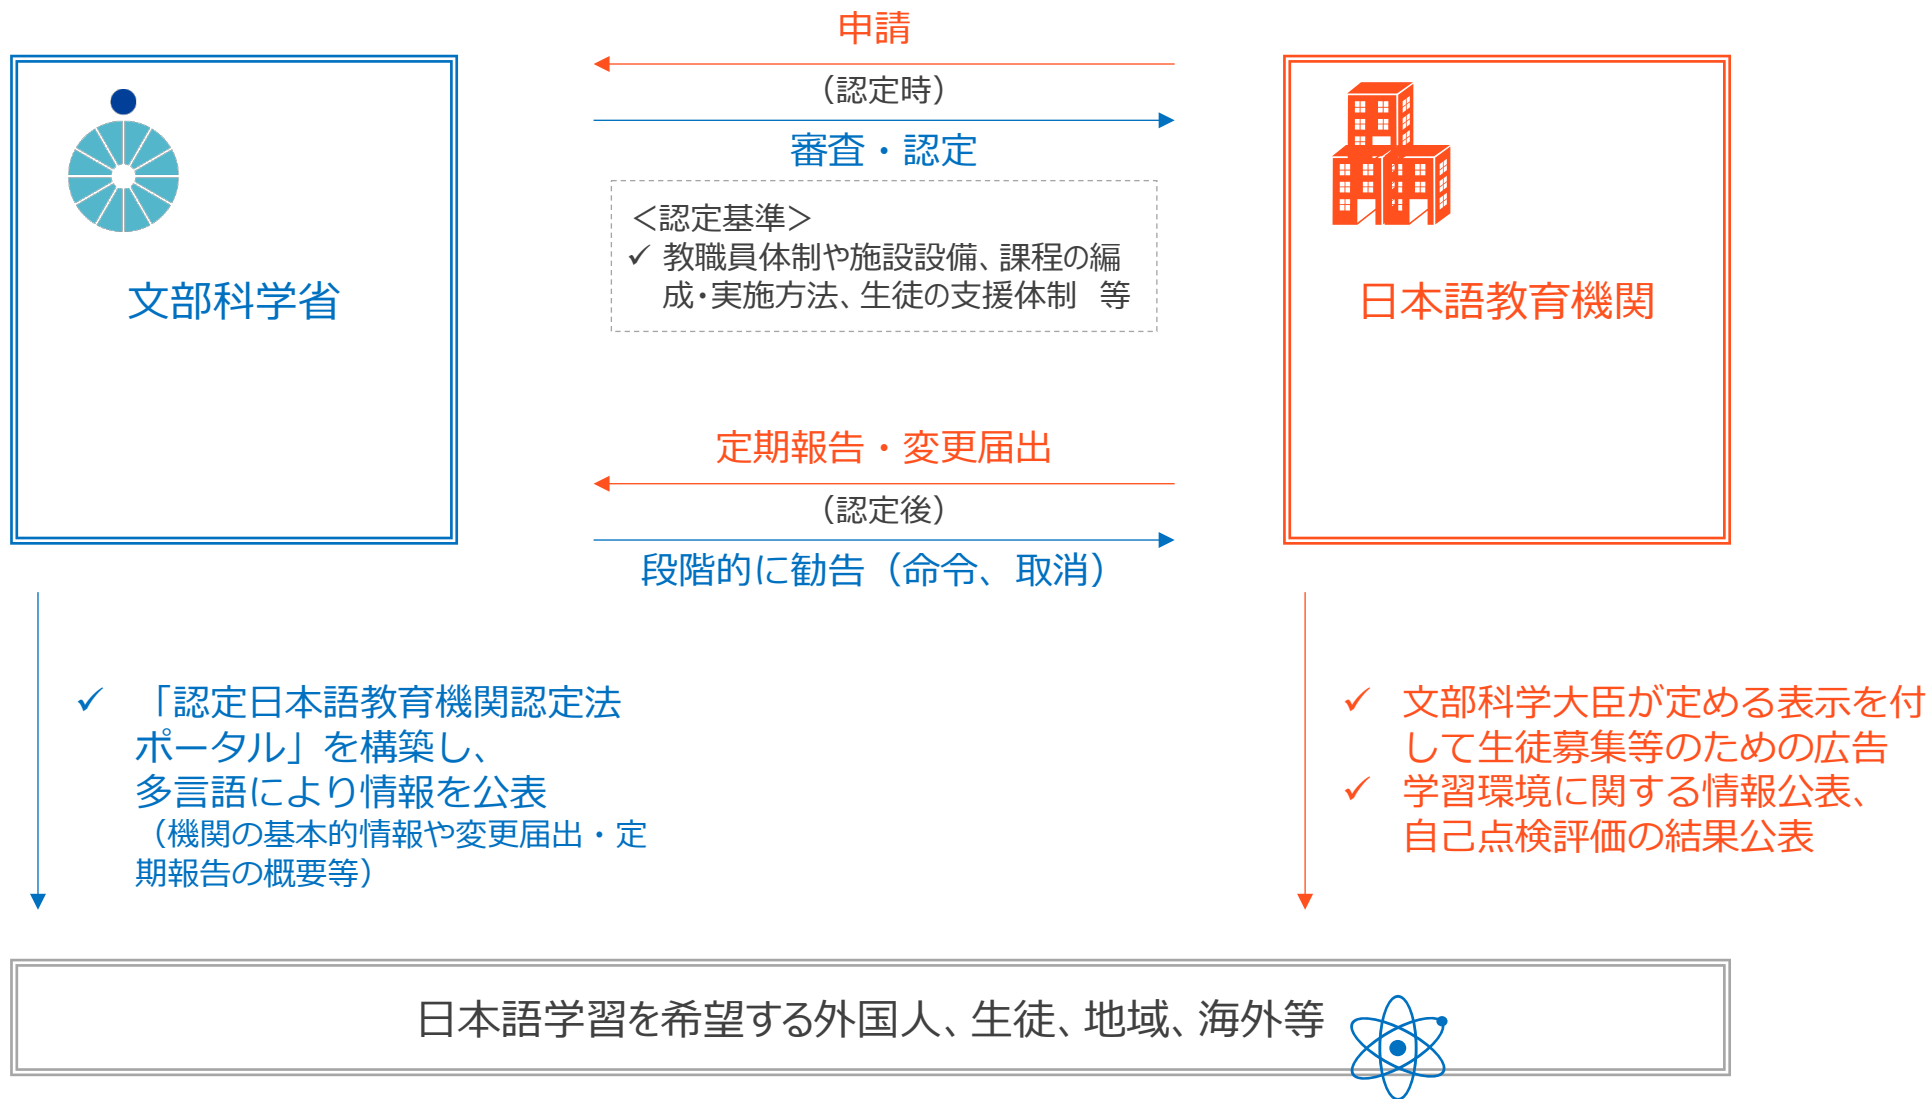 申請
（認定時）
審査・認定
＜認定基準＞
✓ 教職員体制や施設設備、課程の編
成・実施方法、生徒の支援体制　等
文部科学省
日本語教育機関
定期報告・変更届出
（認定後）
段階的に勧告（命令、取消）
✓ 「認定日本語教育機関認定法
ポータル」を構築し、
多言語により情報を公表
（機関の基本的情報や変更届出・定
期報告の概要等）
✓ 文部科学大臣が定める表示を付
して生徒募集等のための広告
✓ 学習環境に関する情報公表、
自己点検評価の結果公表
日本語学習を希望する外国人、生徒、地域、海外等